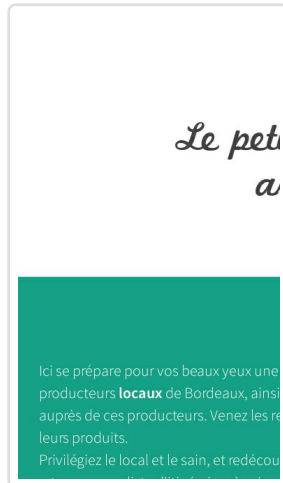 Le peti
a
Ici se prépare pour vos beaux yeux une
producteurs locaux de Bordeaux, ainsi
auprès de ces producteurs. Venez les re
leurs produits.
Privilégiez le local et le sain, et redécou